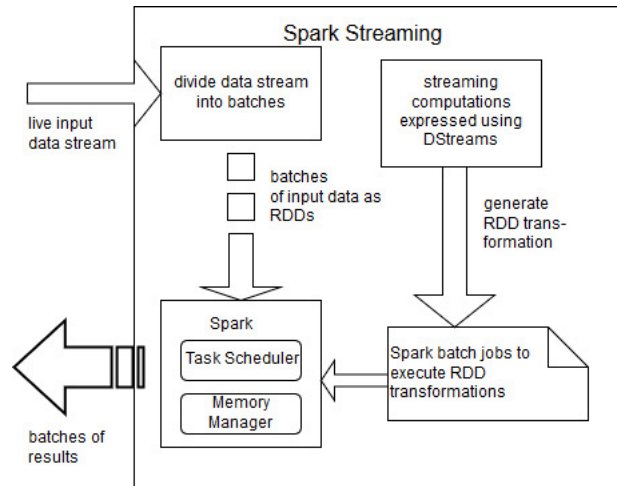 Spark Streaming
divide data stream
into batches
streaming
computations
expressed using
DStreams
live input
data stream
batches
of input data as
RDDs
generate
RDD trans-
formation
Spark
Task Scheduler
Memory
Manager
Spark batch jobs to
execute RDD
transformations
batches of
results